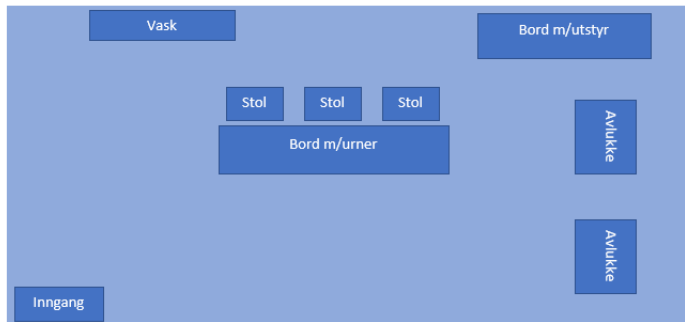 Vask
Bord m/utstyr
Stol
Stol
Stol
Bord m/urner
Avlukke
Avlukke
Inngang